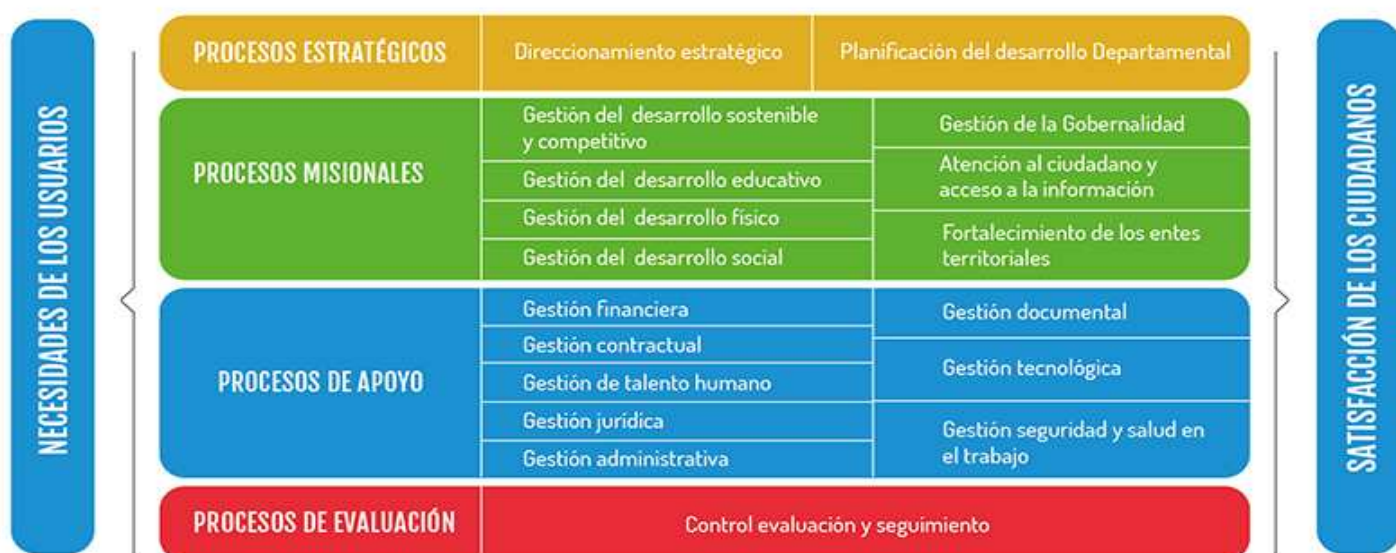 NECESIDADES DE LOS USUARIOS
PROCESOS ESTRATÉGICOS
Direccionamiento estratégico
Planificación del desarrollo Departamental
PROCESOS MISIONALES
Gestión del desarrollo sostenible
y competitivo
Gestión del desarrollo educativo
Gestión del desarrollo físico
Gestión del desarrollo social
Gestión de la Gobernalidad
Atención al ciudadano y
acceso a la información
Fortalecimiento de los entes
territoriales
PROCESOS DE APOYO
Gestión financiera
Gestión contractual
Gestión de talento humano
Gestión jurídica
Gestión administrativa
Gestión documental
Gestión tecnológica
Gestión seguridad y salud en
el trabajo
PROCESOS DE EVALUACIÓN
Control evaluación y seguimiento
SATISFACCIÓN DE LOS CIUDADANOS